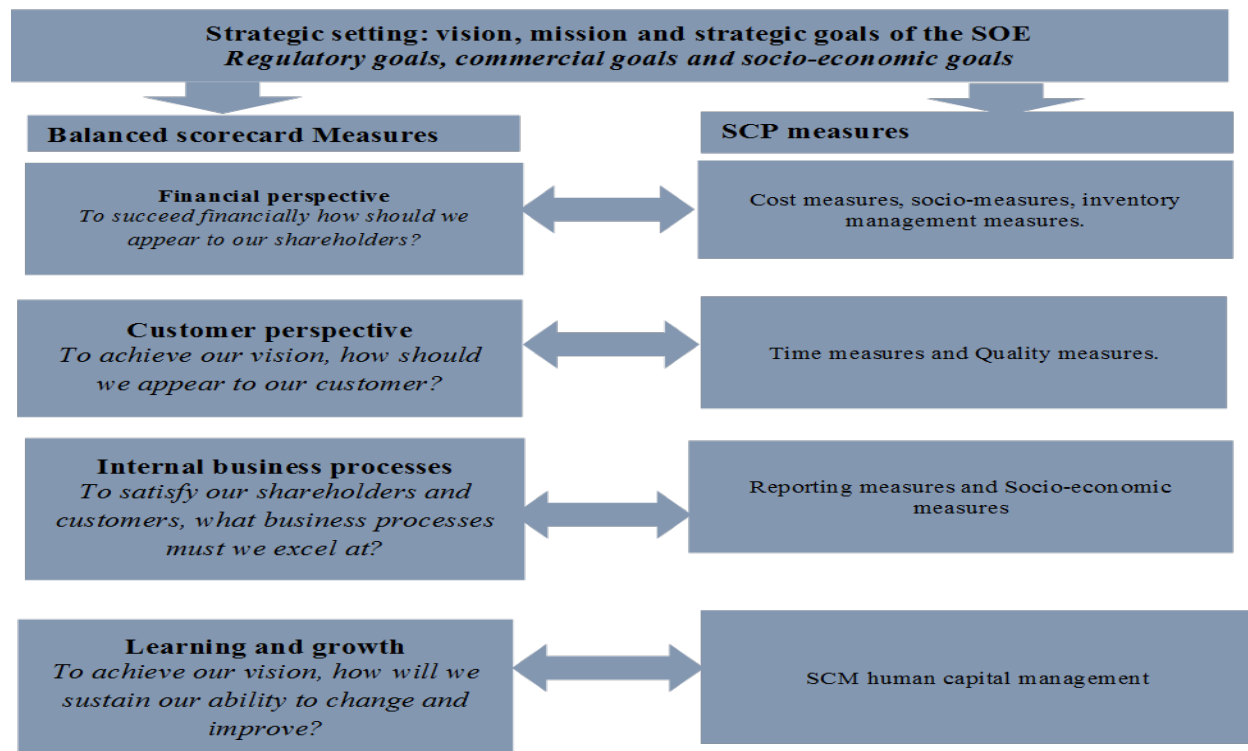 Strategic setting: vision, mission and strategic goals of the SOE
Regulatory goals, commercial goals and socio-economic goals
Balanced scorecard Measures
SCP measures
Financial perspective
To succeed financially how should we
appear to our shareholders?
Cost measures, socio-measures, inventory
management measures.
Customer perspective
To achieve our vision, how should
we appear to our customer?
Time measures and Quality measures.
Internal business processes
To satisfy our shareholders and
customers, what business processes
must we excel at?
Reporting measures and Socio-economic
measures
Learning and growth
To achieve our vision, how will we
sustain our ability to change and
improve?
SCM human capital management